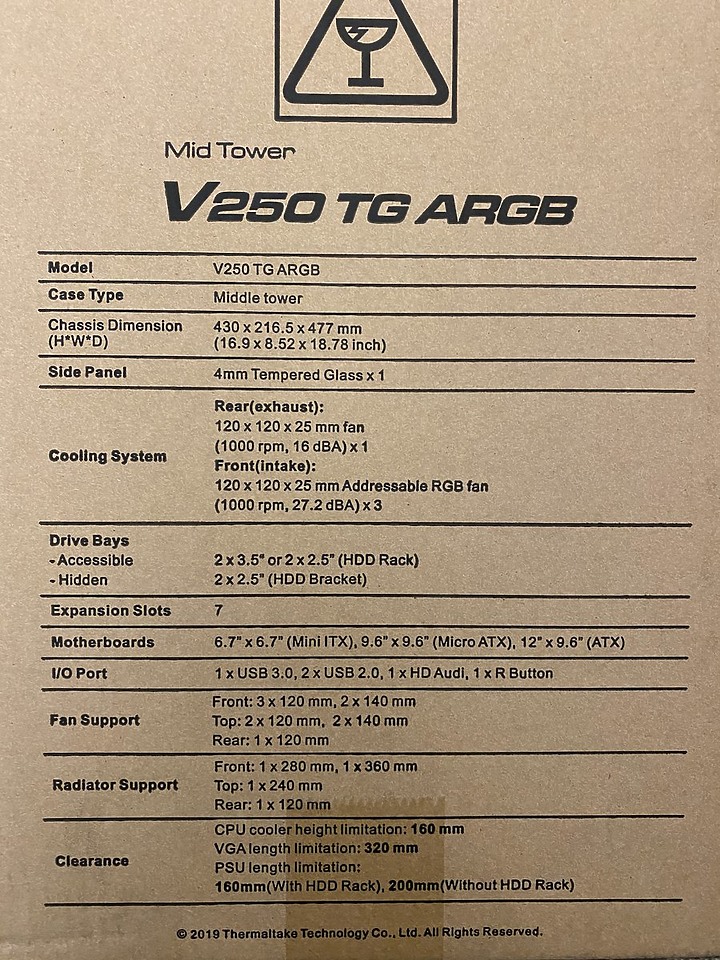 Mid Tower
V250 TG ARGB
Model V250 TG ARGB
Case Type Middle tower
Chassis Dimension 430 x 216.5 x 477 mm
(H*W*D) (16.9 x 8.52 x 18.78 inch)
Side Panel 4mm Tempered Glass x 1
Cooling System
Rear(exhaust):
120 x 120 x 25 mm fan
(1000 rpm, 16 dBA) x 1
Front(intake):
120 x 120 x 25 mm Addressable RGB fan
(1000 rpm, 27.2 dBA) x 3
Drive Bays
- Accessible 2 x 3.5" or 2 x 2.5" (HDD Rack)
- Hidden 2 x 2.5" (HDD Bracket)
Expansion Slots 7
Motherboards 6.7" x 6.7" (Mini ITX), 9.6" x 9.6" (Micro ATX), 12" x 9.6" (ATX)
I/O Port 1 x USB 3.0, 2 x USB 2.0, 1 x HD Audi, 1 x R Button
Fan Support
Front: 3 x 120 mm, 2 x 140 mm
Top: 2 x 120 mm, 2 x 140 mm
Rear: 1 x 120 mm
Radiator Support
Front: 1 x 280 mm, 1 x 360 mm
Top: 1 x 240 mm
Rear: 1 x 120 mm
Clearance
CPU cooler height limitation: 160 mm
VGA length limitation: 320 mm
PSU length limitation:
160mm(With HDD Rack), 200mm(Without HDD Rack)
© 2019 Thermaltake Technology Co., Ltd. All Rights Reserved.